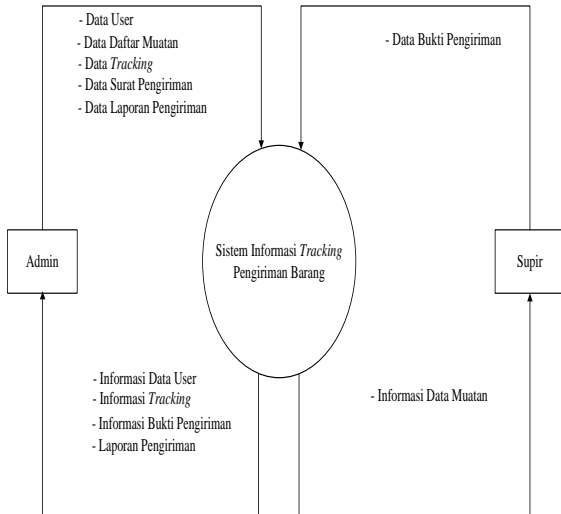 - Data User
- Data Daftar Muatan
- Data Tracking
- Data Surat Pengiriman
- Data Laporan Pengiriman
- Data Bukti Pengiriman
Admin
Sistem Informasi Tracking
Pengiriman Barang
Supir
- Informasi Data User
- Informasi Tracking
- Informasi Bukti Pengiriman
- Laporan Pengiriman
- Informasi Data Muatan